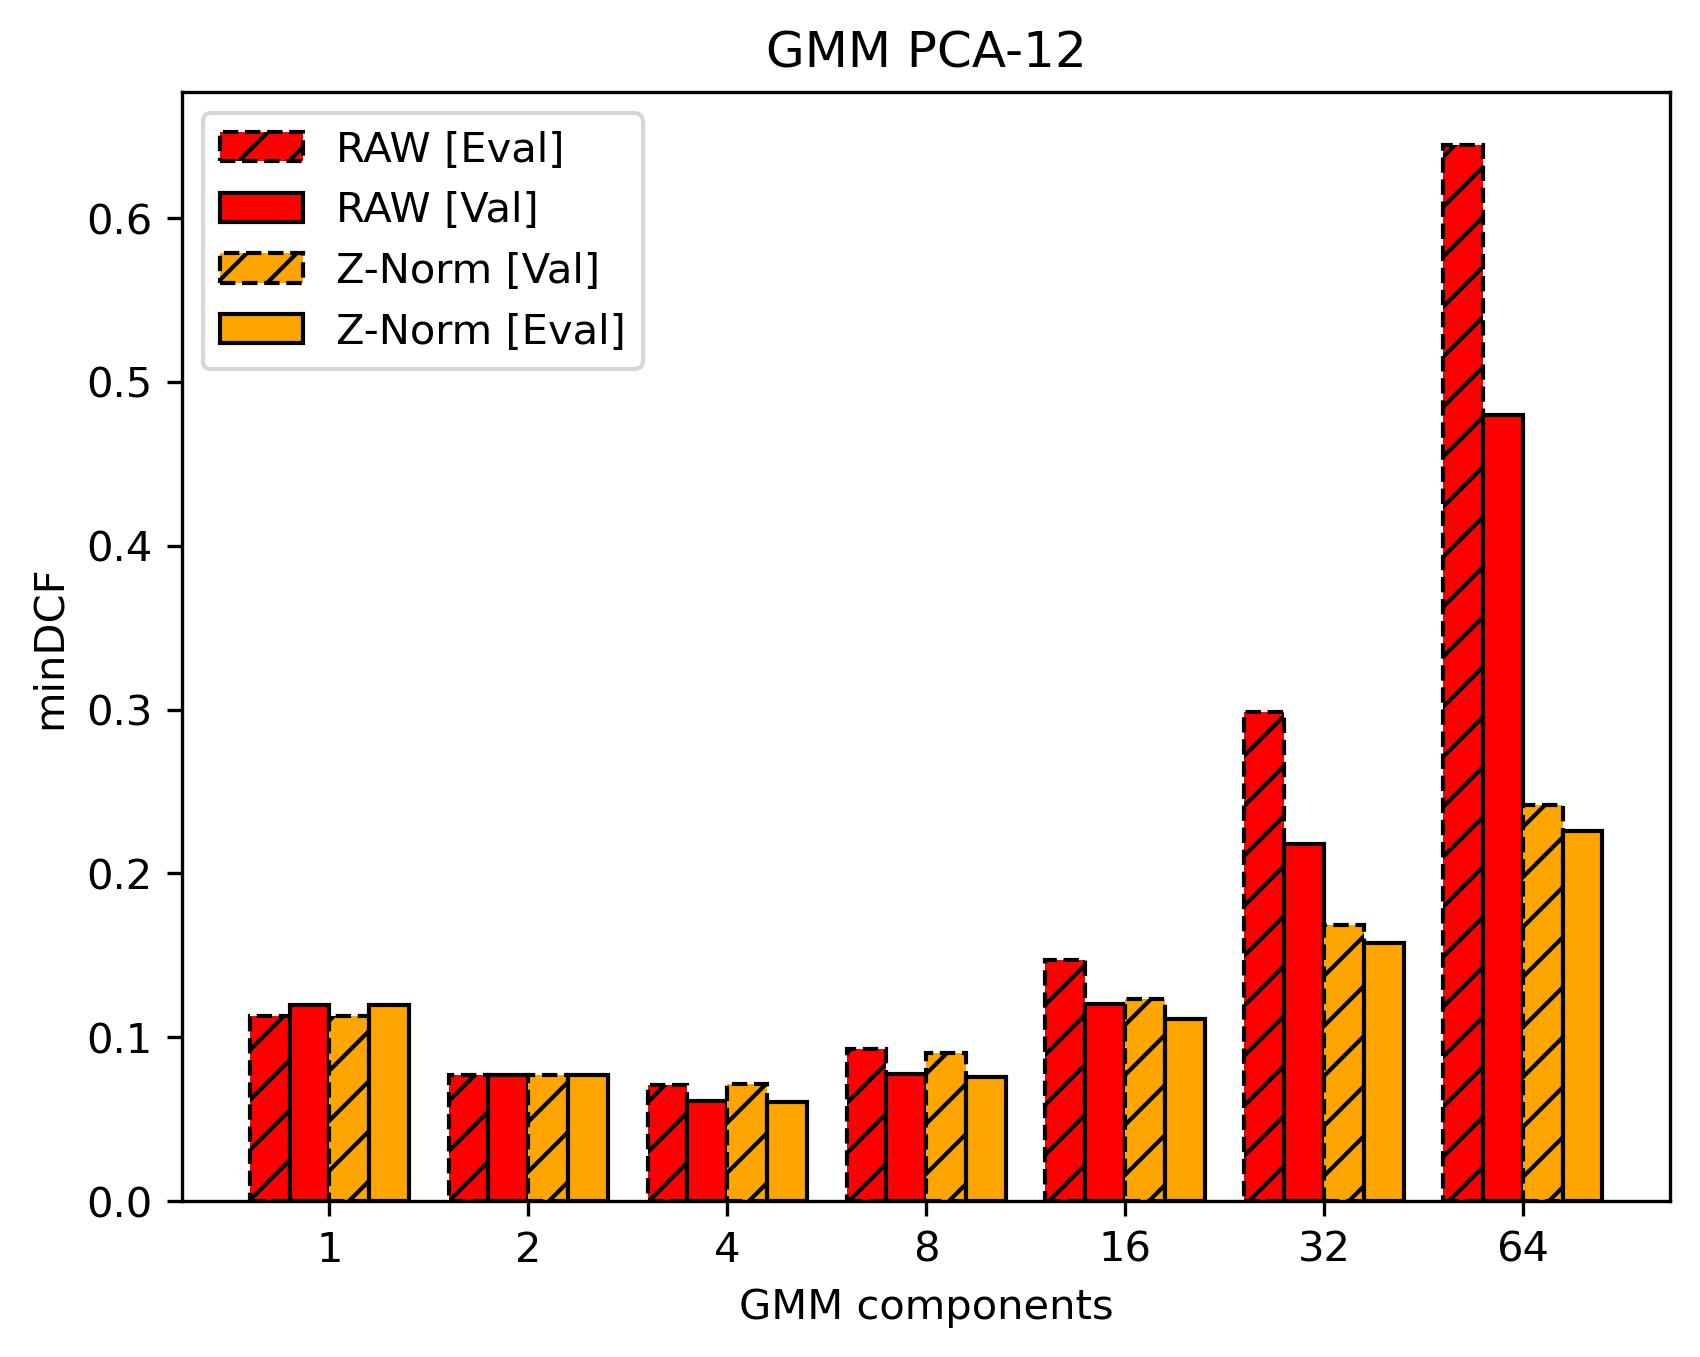 GMM PCA-12
RAW [Eval]
RAW [Val]
Z-Norm [Val]
Z-Norm [Eval]
minDCF
0.6
0.5
0.4
0.3
0.2
0.1
0.0
1 2 4 8 16 32 64
GMM components